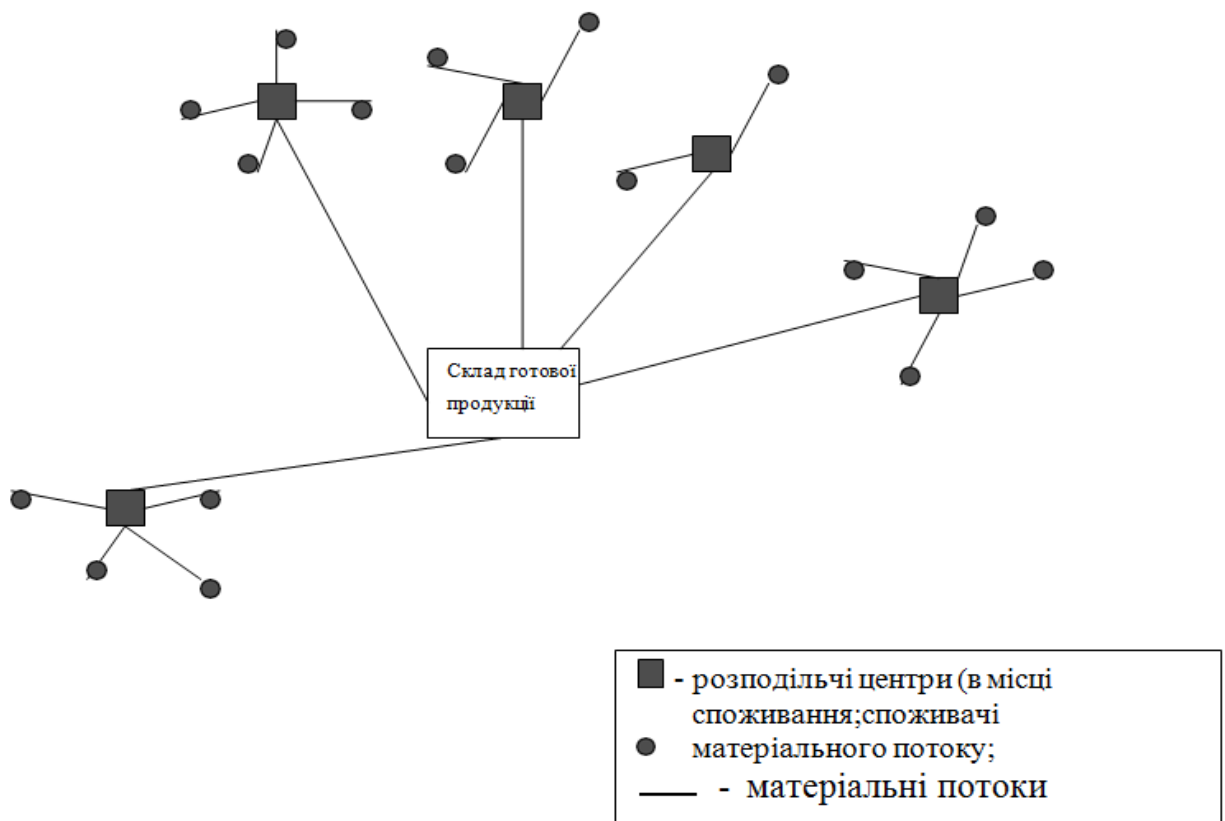 Склад готової
продукції
- розподільчі центри (в місці
споживання;споживачі
матеріального потоку;
- матеріальні потоки